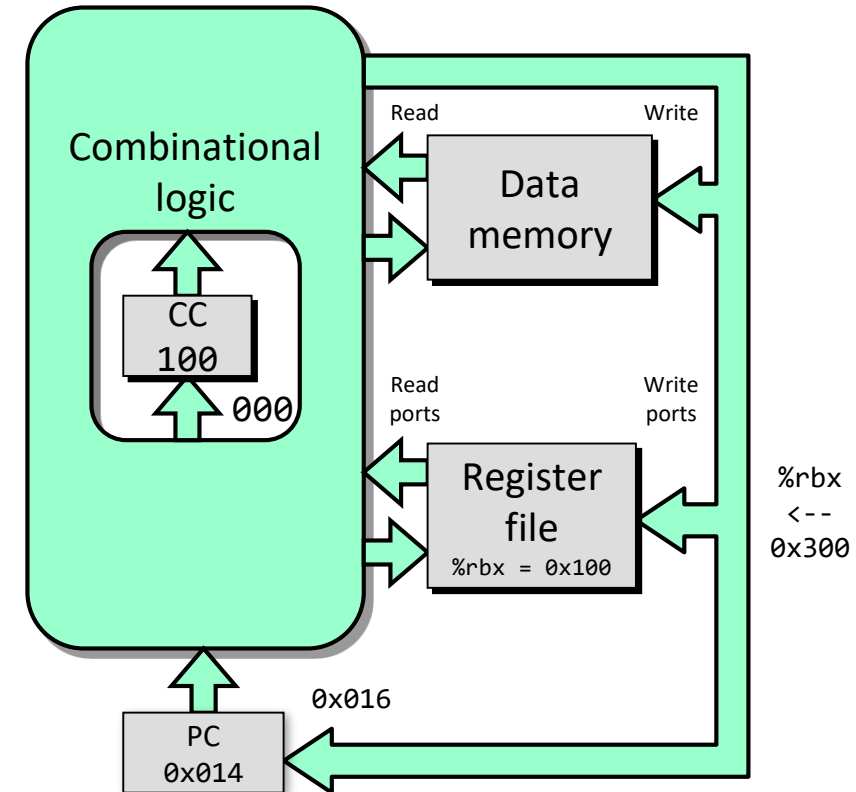 Combinational
logic
CC
100
000
Read
Write
Data
memory
Read
ports
Write
ports
Register
file
%rbx = 0x100
%rbx
<--
0x300
0x016
PC
0x014